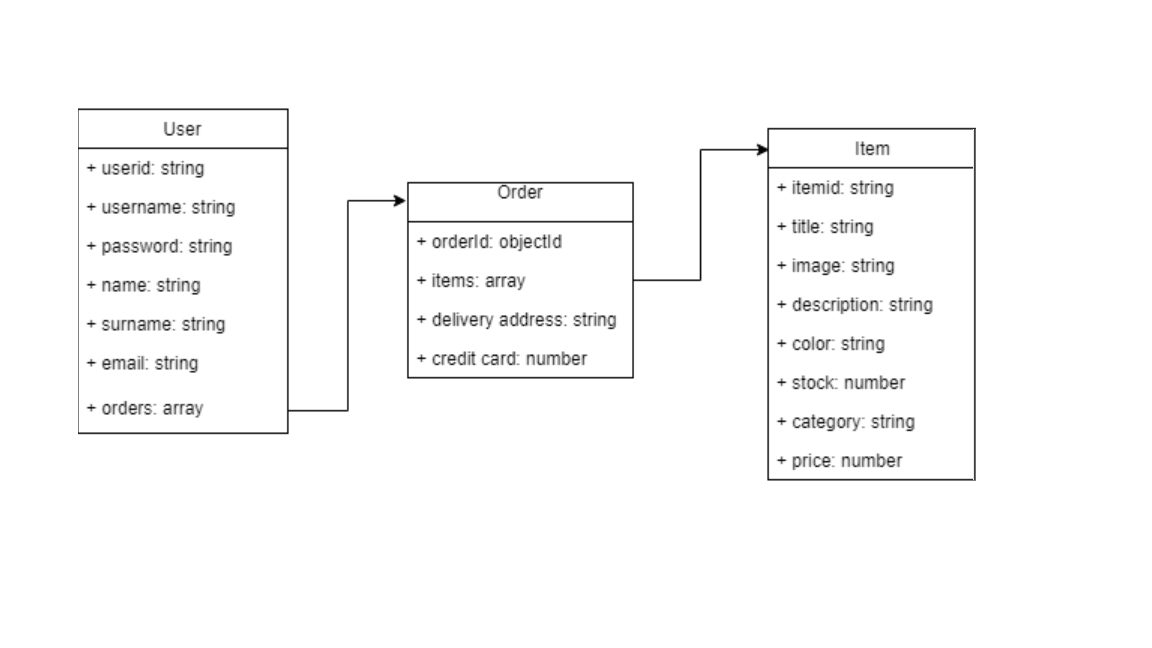 User
+ userid: string
+ username: string
+ password: string
+ name: string
+ surname: string
+ email: string
+ orders: array
Order
+ orderId: objectId
+ items: array
+ delivery address: string
+ credit card: number
Item
+ itemid: string
+ title: string
+ image: string
+ description: string
+ color: string
+ stock: number
+ category: string
+ price: number